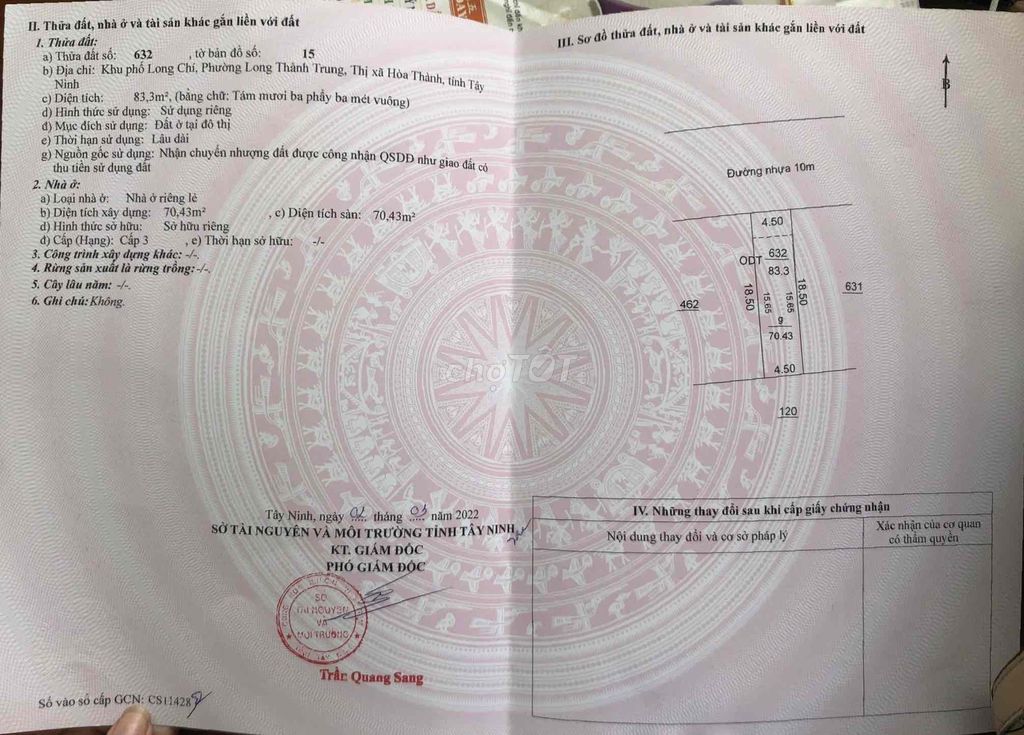 II. Thửa đất, nhà ở và tài sản khác gắn liền với đất
1. Thửa đất:
a) Thửa đất số: 632 , tờ bản đồ số: 15
b) Địa chỉ: Khu phố Long Chí, Phường Long Thành Trung, Thị xã Hòa Thành, tỉnh Tây
Ninh
c) Diện tích: 83,3m², (bằng chữ: Tám mươi ba phẩy ba mét vuông)
d) Hình thức sử dụng: Sử dụng riêng
đ) Mục đích sử dụng: Đất ở tại đô thị
e) Thời hạn sử dụng: Lâu dài
g) Nguồn gốc sử dụng: Nhận chuyển nhượng đất được công nhận QSDĐ như giao đất có
thu tiền sử dụng đất
2. Nhà ở:
a) Loại nhà ở: Nhà ở riêng lẻ
b) Diện tích xây dựng: 70,43m² , c) Diện tích sàn: 70,43m²
d) Hình thức sở hữu: Sở hữu riêng
đ) Cấp (Hạng): Cấp 3 , e) Thời hạn sở hữu: -/-
3. Công trình xây dựng khác: -/-.
4. Rừng sản xuất là rừng trồng: -/-.
5. Cây lâu năm: -/-.
6. Ghi chú: Không.
Tây Ninh, ngày 02 tháng 03 năm 2022
SỞ TÀI NGUYÊN VÀ MÔI TRƯỜNG TỈNH TÂY NINH
KT. GIÁM ĐỐC
PHÓ GIÁM ĐỐC
SỞ
TÀI NGUYÊN
VÀ
MÔI TRƯỜNG
Trần Quang Sang
Số vào sổ cấp GCN: CS11428
III. Sơ đồ thửa đất, nhà ở và tài sản khác gắn liền với đất
B
Đường nhựa 10m
4.50
ODT 632
83.3
18.50
15.65
15.65
18.50
631
462
g
70.43
4.50
120
chợTỐT
IV. Những thay đổi sau khi cấp giấy chứng nhận
Nội dung thay đổi và cơ sở pháp lý
Xác nhận của cơ quan
có thẩm quyền